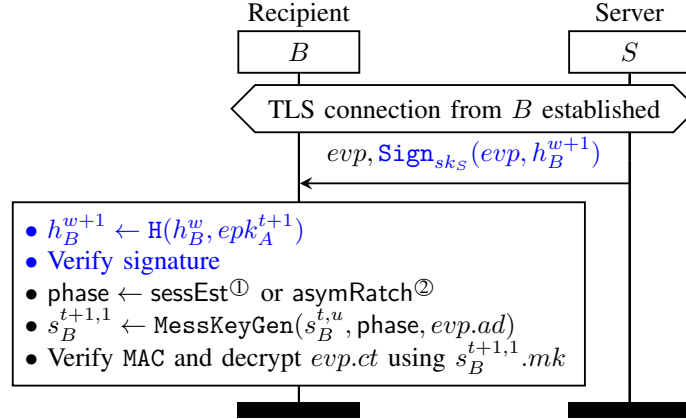 Recipient Server
B S
TLS connection from B established
evp, Sign_{sk_S}(evp, h_B^{w+1})
• h_B^{w+1} ← H(h_B^w, epk_A^{t+1})
• Verify signature
• phase ← sessEst^① or asymRatch^②
• s_B^{t+1,1} ← MessKeyGen(s_B^{t,u}, phase, evp.ad)
• Verify MAC and decrypt evp.ct using s_B^{t+1,1}.mk